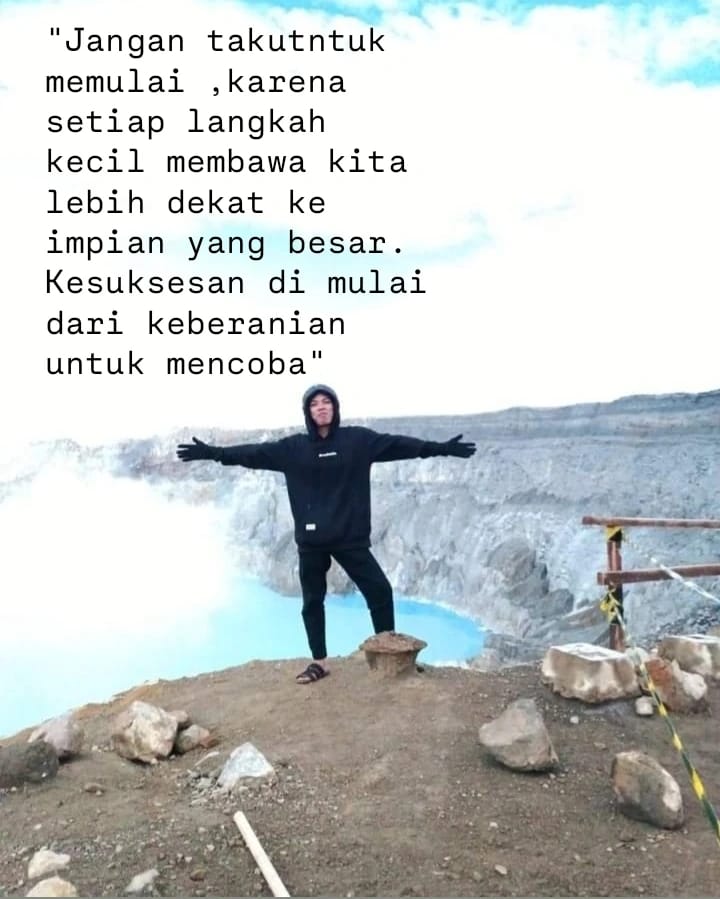 "Jangan takutntuk
memulai ,karena
setiap langkah
kecil membawa kita
lebih dekat ke
impian yang besar.
Kesuksesan di mulai
dari keberanian
untuk mencoba"